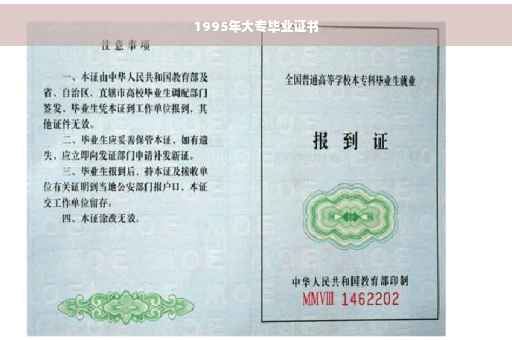 1995年大专毕业证书
注意事项
一、本证由中华人民共和国教育部及
省、自治区、直辖市高校毕业生调配部门
签发，毕业生凭本证到工作单位报到，其
他证件无效。
二、毕业生应妥善保管本证，如有遗
失，应立即向发证部门申请补发新证。
三、毕业生报到后，持本证及接收单
位有关证明到当地公安部门报户口，本证
交工作单位留存。
四、本证涂改无效。
全国普通高等学校本专科毕业生就业
报到证
中华人民共和国教育部印制
MMVIII 1462202